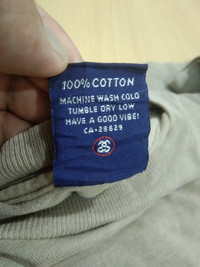 100% COTTON
MACHINE WASH COLD
TUMBLE DRY LOW
HAVE A GOOD VIBE!
CA-28629